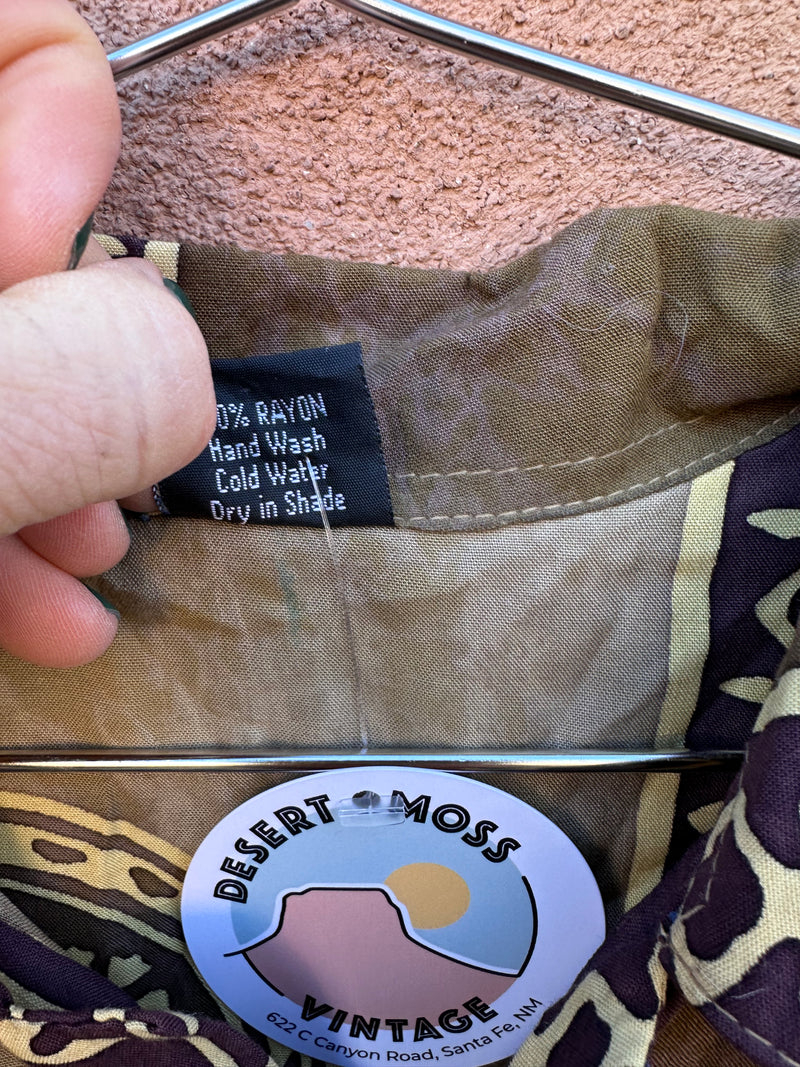 0% RAYON
Hand Wash
Cold Water
Dry in Shade
DESERT MOSS
VINTAGE
622 C Canyon Road, Santa Fe, NM